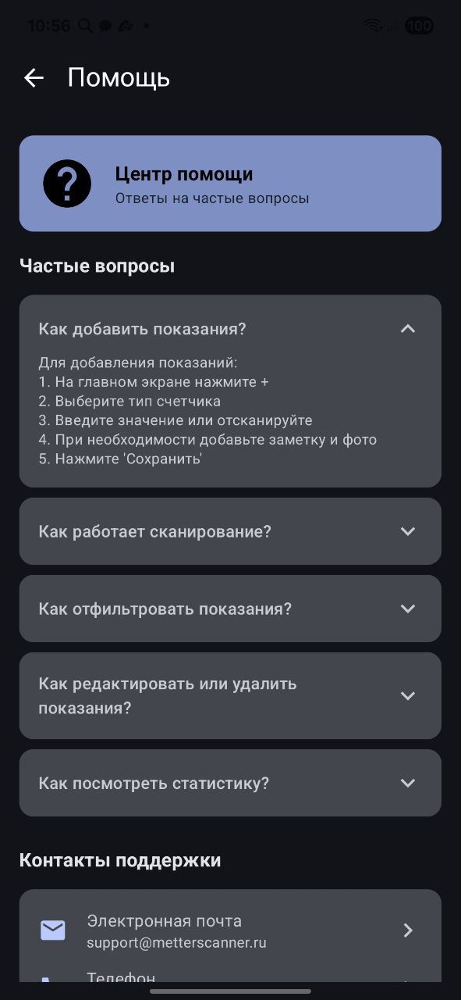 10:56
100
Помощь
Центр помощи
Ответы на частые вопросы
Частые вопросы
Как добавить показания?
Для добавления показаний:
1. На главном экране нажмите +
2. Выберите тип счетчика
3. Введите значение или отсканируйте
4. При необходимости добавьте заметку и фото
5. Нажмите 'Сохранить'
Как работает сканирование?
Как отфильтровать показания?
Как редактировать или удалить
показания?
Как посмотреть статистику?
Контакты поддержки
Электронная почта
support@metterscanner.ru
Телефон